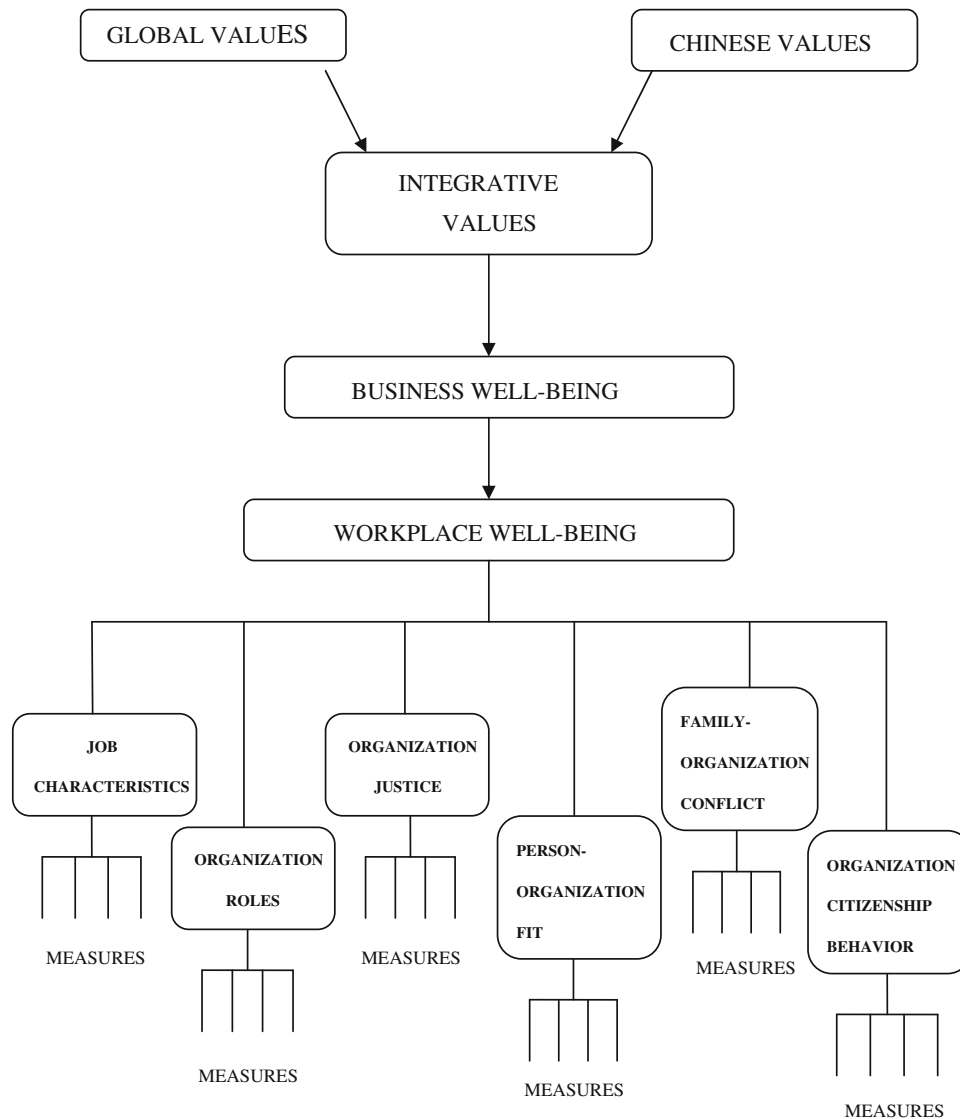 GLOBAL VALUES
CHINESE VALUES
INTEGRATIVE
VALUES
BUSINESS WELL-BEING
WORKPLACE WELL-BEING
JOB
CHARACTERISTICS
MEASURES
ORGANIZATION
ROLES
MEASURES
ORGANIZATION
JUSTICE
MEASURES
PERSON-
ORGANIZATION
FIT
MEASURES
FAMILY-
ORGANIZATION
CONFLICT
MEASURES
ORGANIZATION
CITIZENSHIP
BEHAVIOR
MEASURES